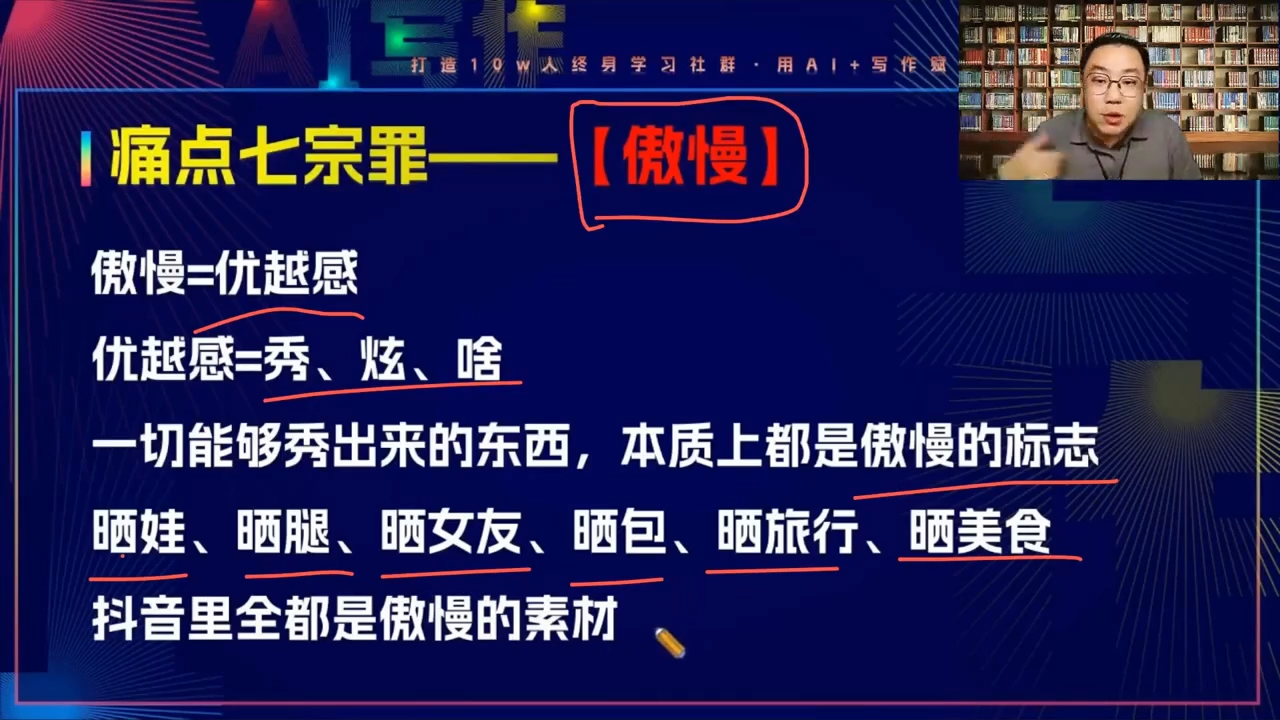 AI写作
打造10w人终身学习社群·用AI+写作赋
痛点七宗罪——【傲慢】
傲慢=优越感
优越感=秀、炫、啥
一切能够秀出来的东西，本质上都是傲慢的标志
晒娃、晒腿、晒女友、晒包、晒旅行、晒美食
抖音里全都是傲慢的素材